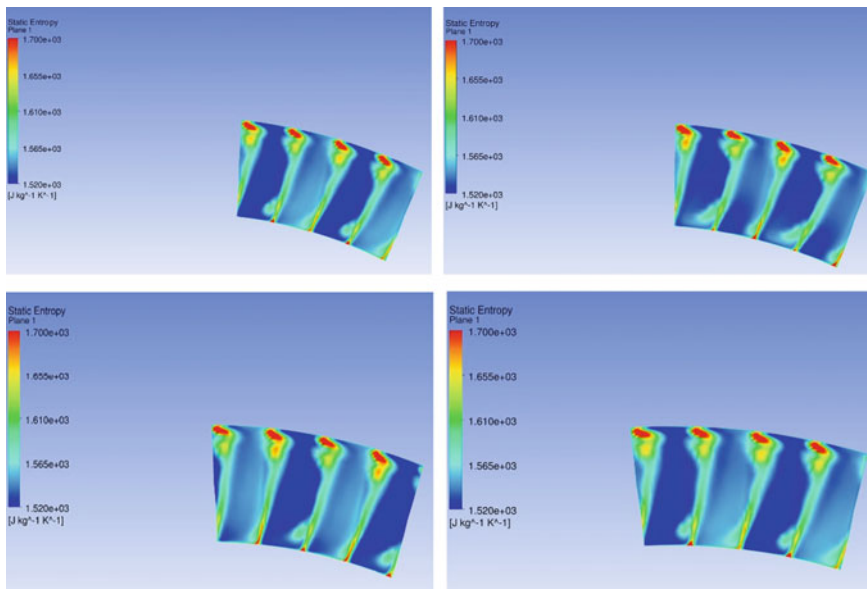 Static Entropy
Plane 1
1.700e+03
1.655e+03
1.610e+03
1.565e+03
1.520e+03
[J kg^-1 K^-1]
Static Entropy
Plane 1
1.700e+03
1.655e+03
1.610e+03
1.565e+03
1.520e+03
[J kg^-1 K^-1]
Static Entropy
Plane 1
1.700e+03
1.655e+03
1.610e+03
1.565e+03
1.520e+03
[J kg^-1 K^-1]
Static Entropy
Plane 1
1.700e+03
1.655e+03
1.610e+03
1.565e+03
1.520e+03
[J kg^-1 K^-1]